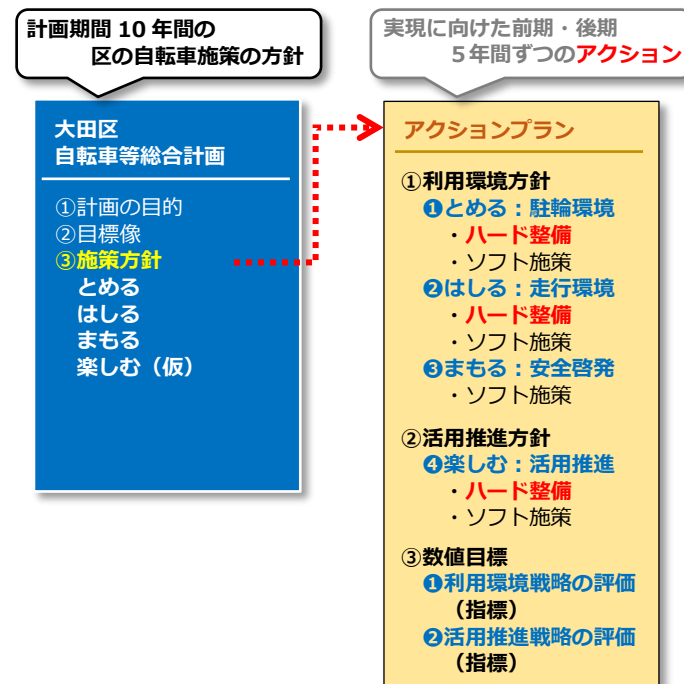 計画期間 10 年間の
区の自転車施策の方針
大田区
自転車等総合計画
①計画の目的
②目標像
③施策方針
とめる
はしる
まもる
楽しむ（仮）
実現に向けた前期・後期
５年間ずつのアクション
アクションプラン
①利用環境方針
❶とめる：駐輪環境
・ハード整備
・ソフト施策
❷はしる：走行環境
・ハード整備
・ソフト施策
❸まもる：安全啓発
・ソフト施策
②活用推進方針
❹楽しむ：活用推進
・ハード整備
・ソフト施策
③数値目標
❶利用環境戦略の評価
（指標）
❷活用推進戦略の評価
（指標）